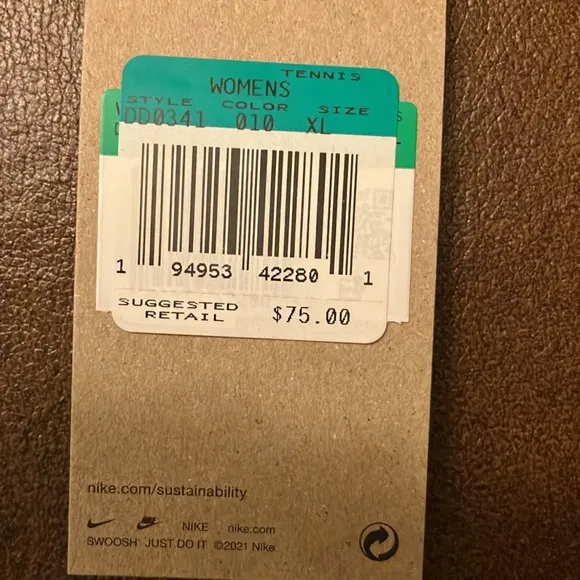 TENNIS
WOMENS
STYLE COLOR SIZE
DD0341 010 XL
1 94953 42280 1
SUGGESTED
RETAIL $75.00
nike.com/sustainability
NIKE nike.com
SWOOSH JUST DO IT ©2021 Nike